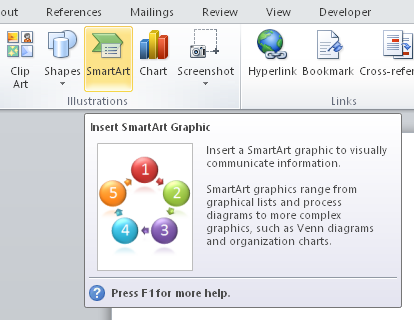 out References Mailings Review View Developer
Clip Art Shapes SmartArt Chart Screenshot Hyperlink Bookmark Cross-refer
Illustrations Links
Insert SmartArt Graphic
Insert a SmartArt graphic to visually
communicate information.
SmartArt graphics range from
graphical lists and process
diagrams to more complex
graphics, such as Venn diagrams
and organization charts.
1
5 2
4 3
Press F1 for more help.